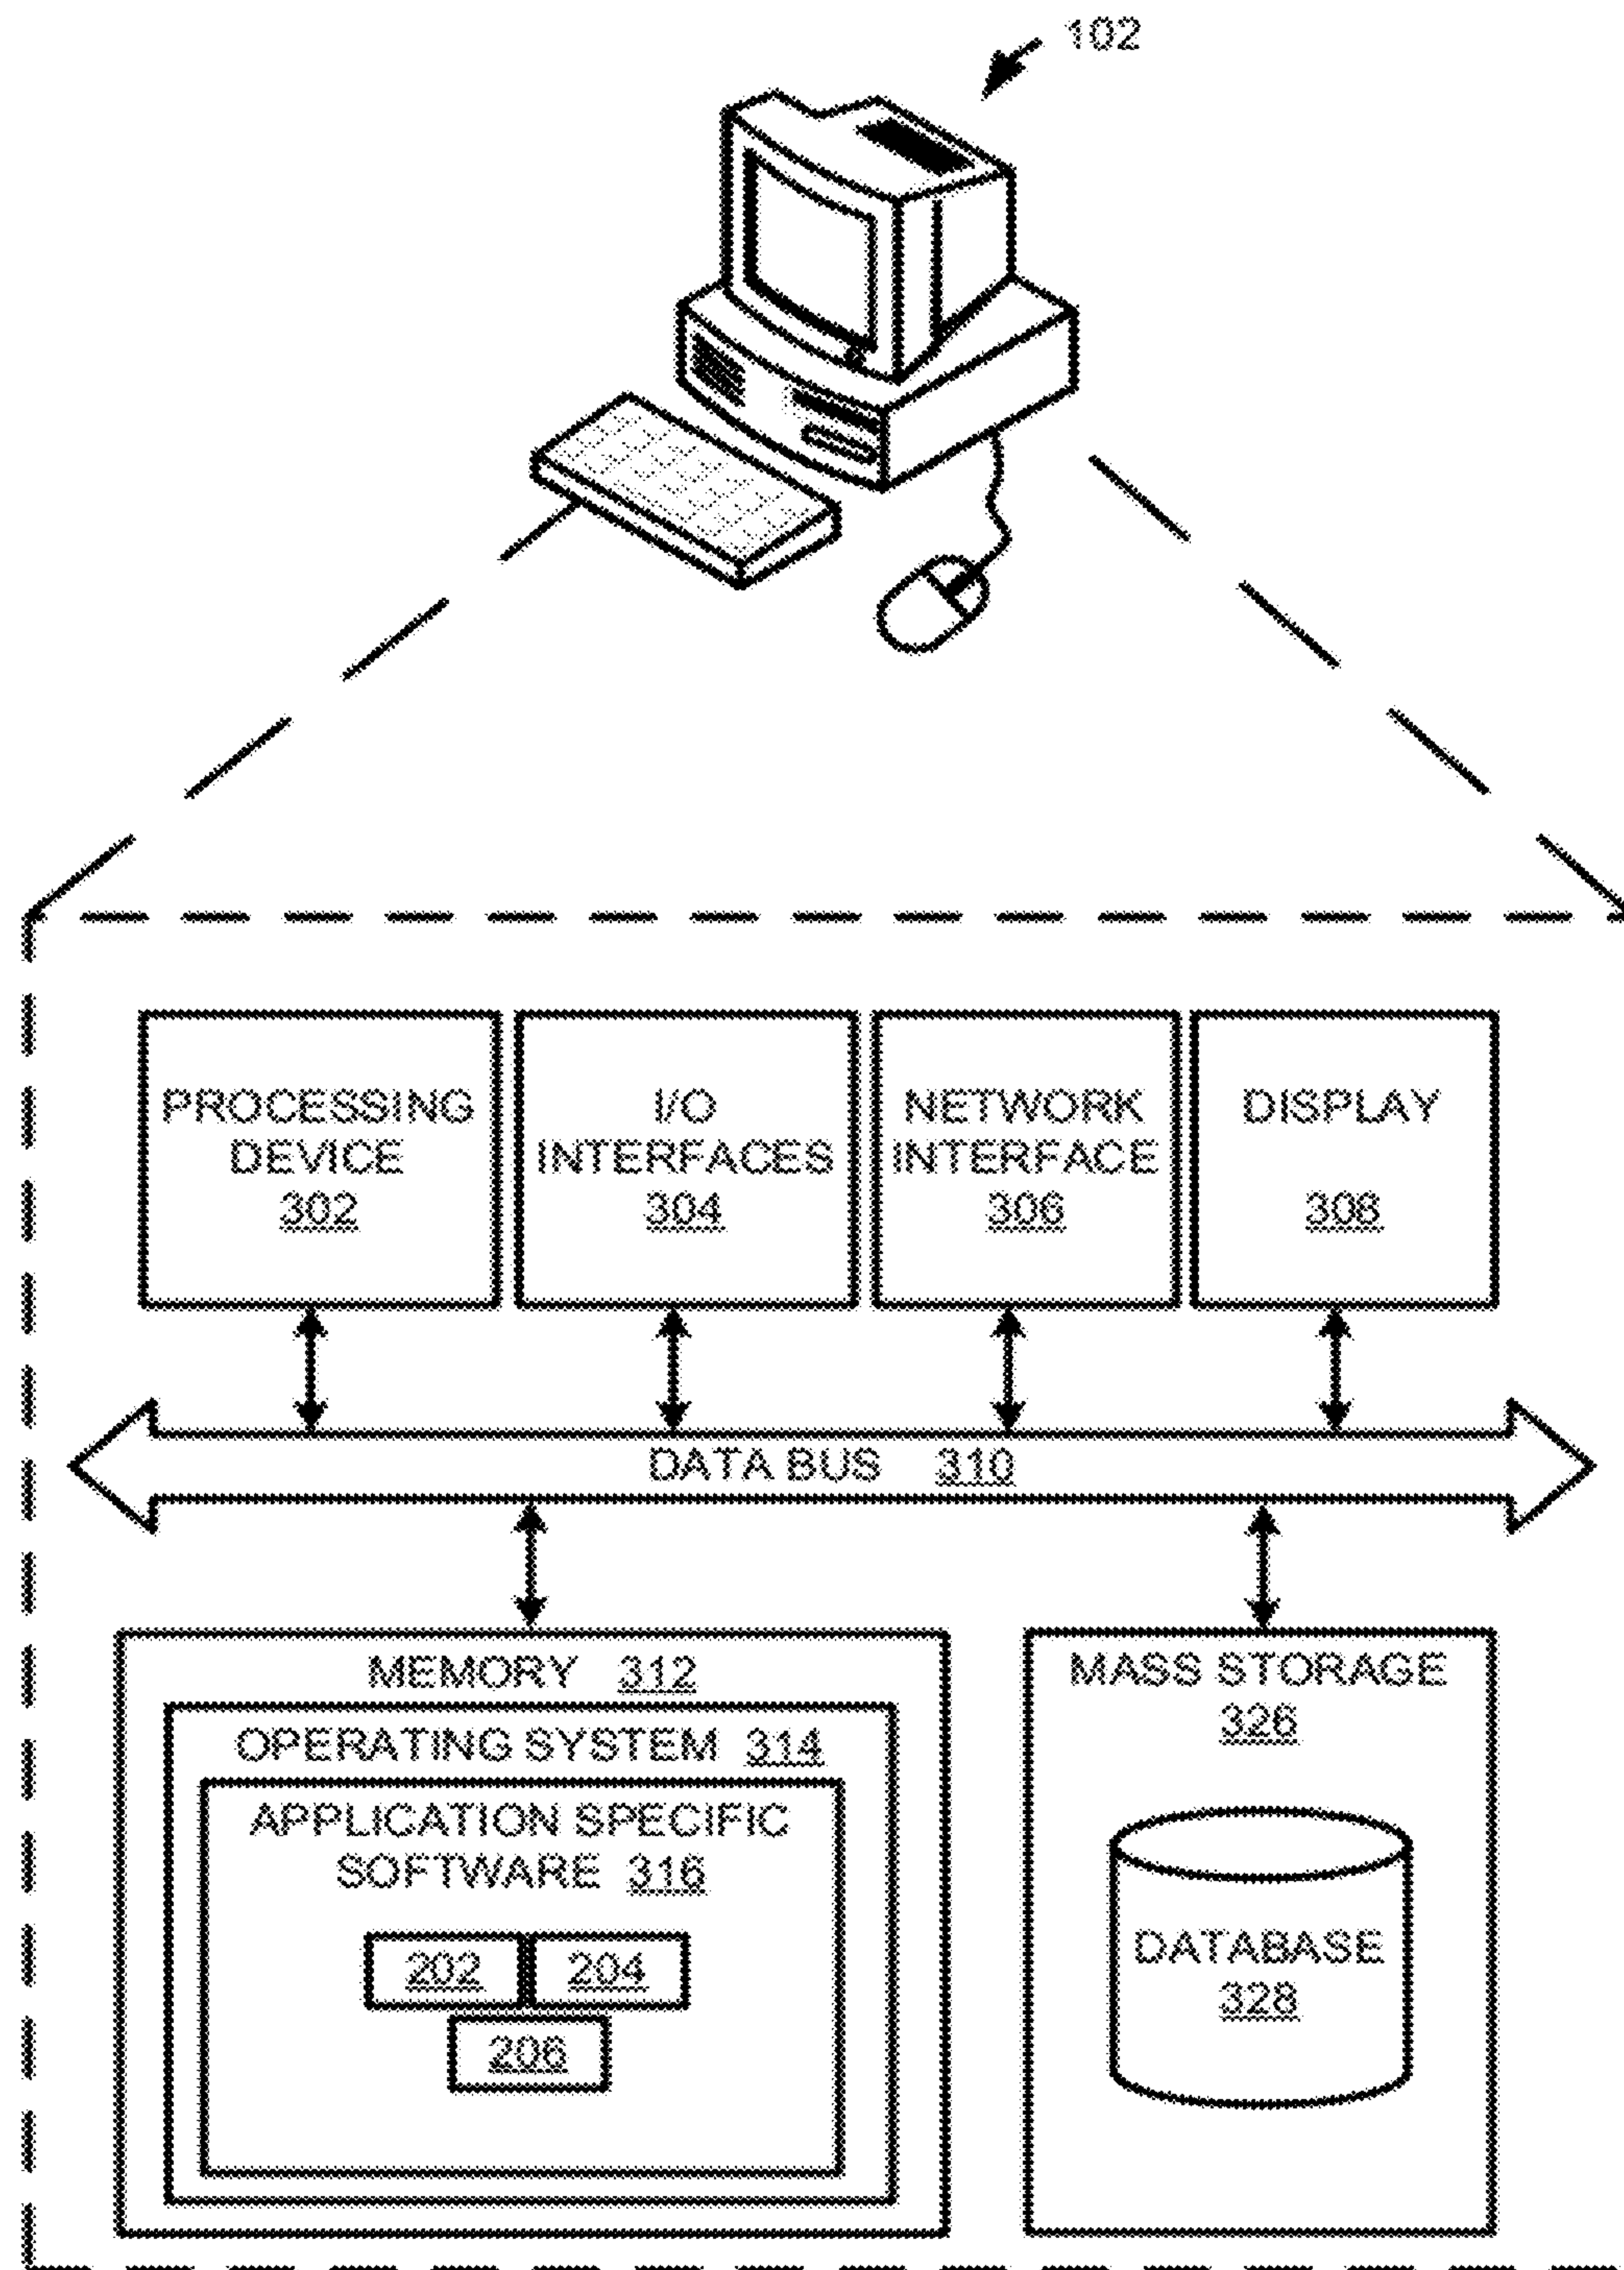 102
PROCESSING
DEVICE
302
I/O
INTERFACES
304
NETWORK
INTERFACE
306
DISPLAY
308
DATA BUS 310
MEMORY 312
OPERATING SYSTEM 314
APPLICATION SPECIFIC
SOFTWARE 316
202
204
206
MASS STORAGE
326
DATABASE
328